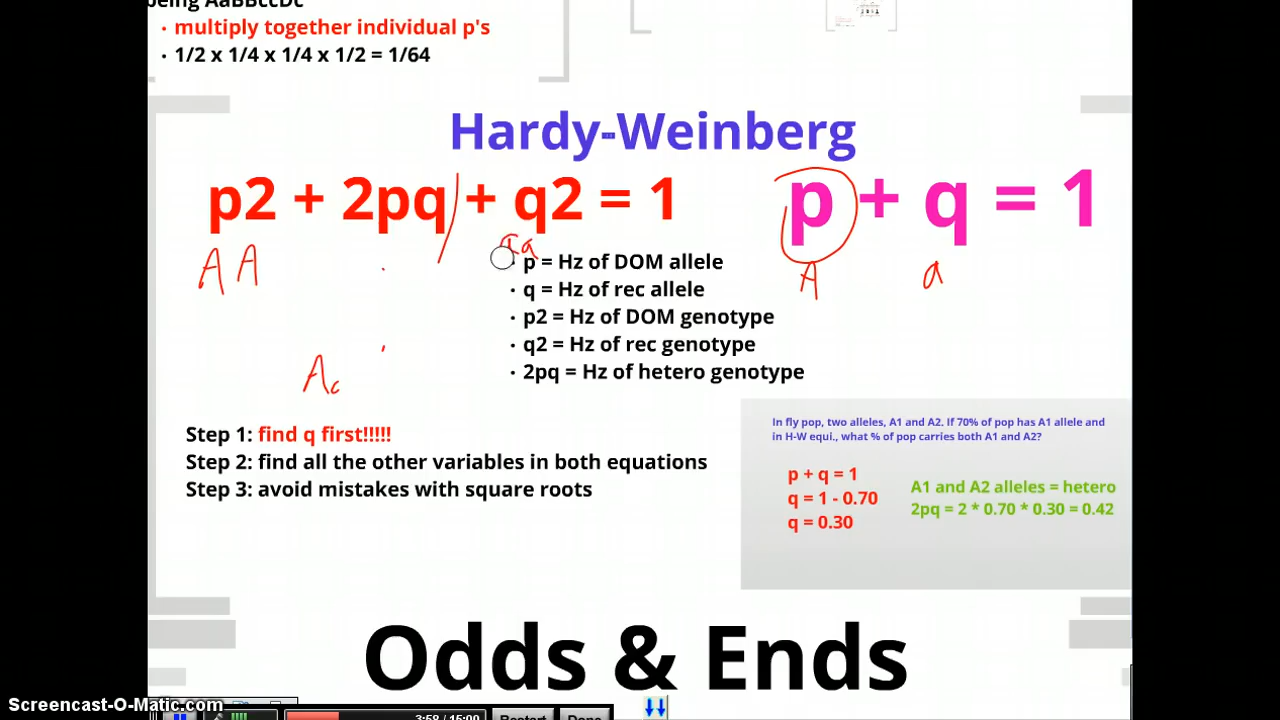 being AaBBccDc
• multiply together individual p's
• 1/2 x 1/4 x 1/4 x 1/2 = 1/64
Hardy-Weinberg
p2 + 2pq + q2 = 1
p + q = 1
AA
aa
A
a
• p = Hz of DOM allele
• q = Hz of rec allele
• p2 = Hz of DOM genotype
• q2 = Hz of rec genotype
• 2pq = Hz of hetero genotype
A
Step 1: find q first!!!!!
Step 2: find all the other variables in both equations
Step 3: avoid mistakes with square roots
In fly pop, two alleles, A1 and A2. If 70% of pop has A1 allele and
in H-W equi., what % of pop carries both A1 and A2?
p + q = 1
q = 1 - 0.70
q = 0.30
A1 and A2 alleles = hetero
2pq = 2 * 0.70 * 0.30 = 0.42
Odds & Ends
Screencast-O-Matic.com
3:58 / 15:00
Restart
Done